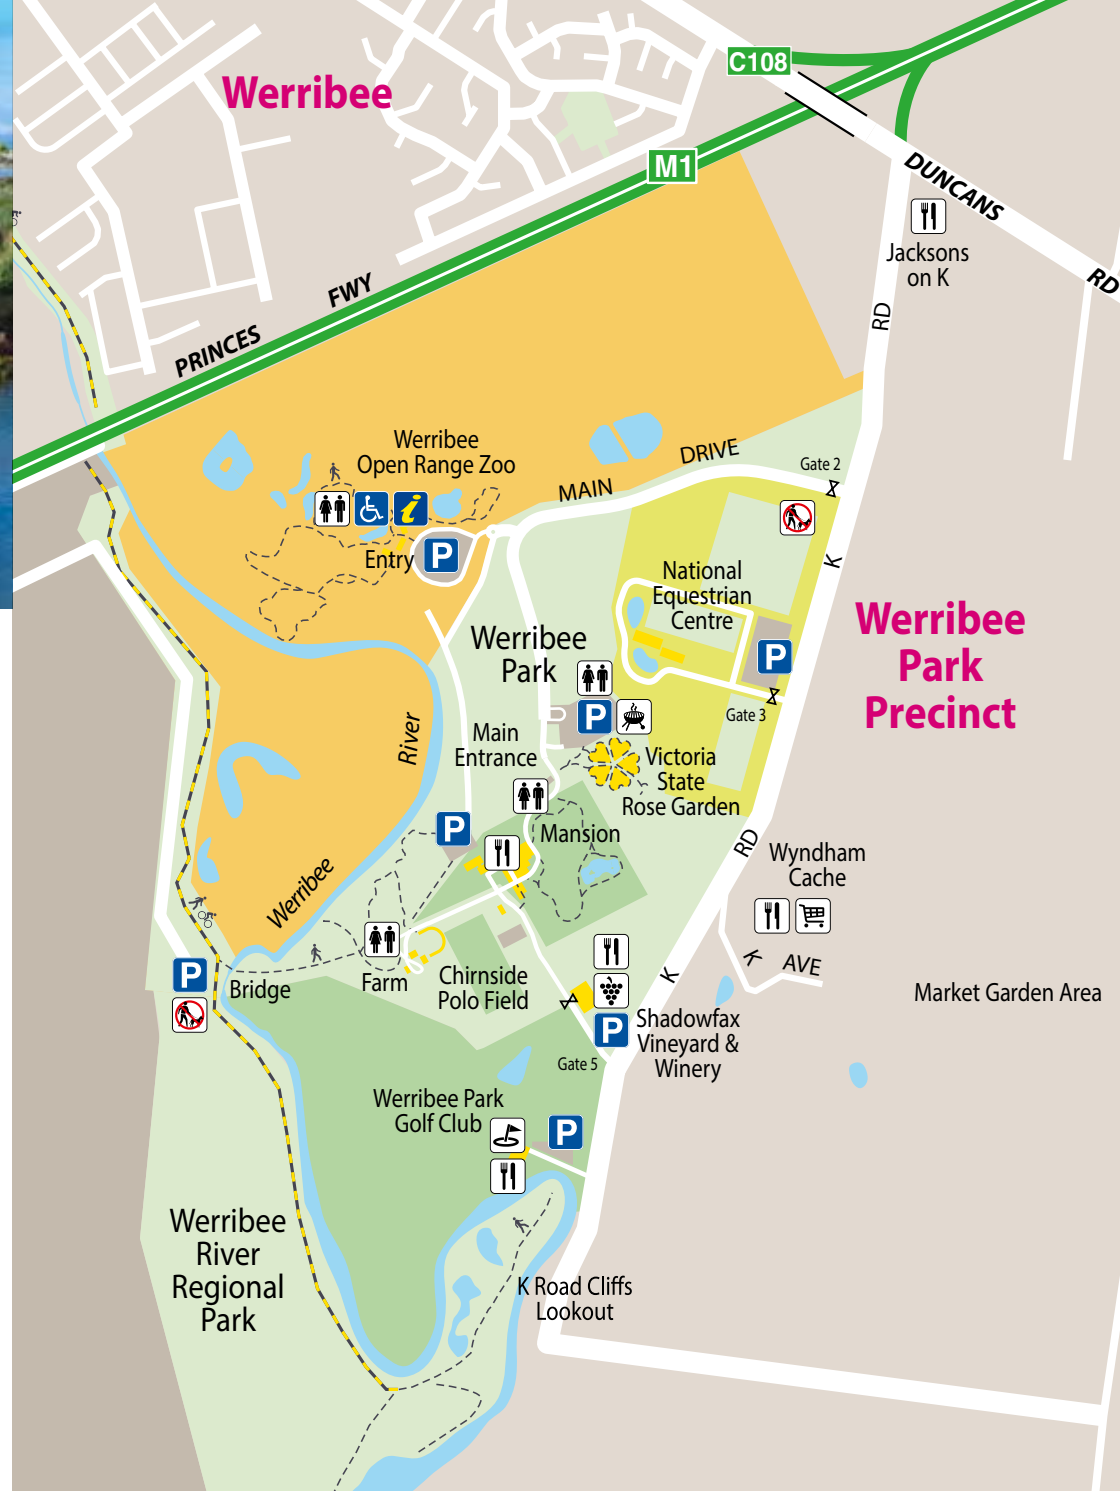 C108
Werribee
M1
DUNCANS
RD
Jacksons
on K
FWY
PRINCES
RD
Werribee
Open Range Zoo
DRIVE
MAIN
Gate 2
i
Entry
P
K
National
Equestrian
Centre
Werribee
Park
Precinct
Werribee
Park
P
P
Gate 3
River
Main
Entrance
Victoria
State
Rose Garden
P
Mansion
RD
Wyndham
Cache
Werribee
K
AVE
K
P
Bridge
Farm
Chirnside
Polo Field
Market Garden Area
P
Shadowfax
Vineyard &
Winery
Gate 5
Werribee Park
Golf Club
P
Werribee
River
Regional
Park
K Road Cliffs
Lookout